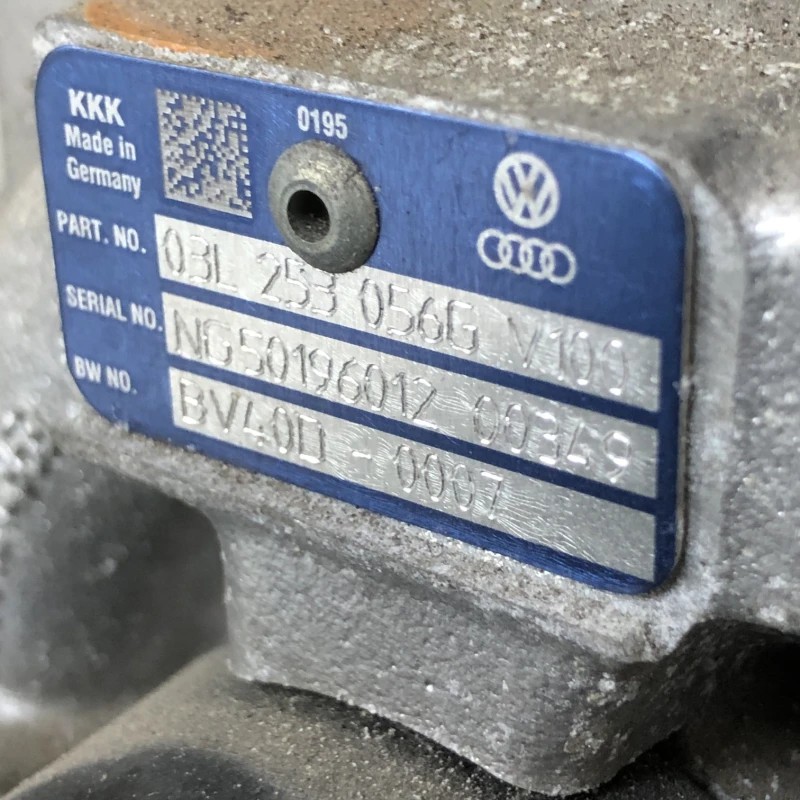 KKK
Made in
Germany
0195
PART. NO. 03L 253 056G V100
SERIAL NO. NG50196012 00349
BW NO. BV40D - 0007